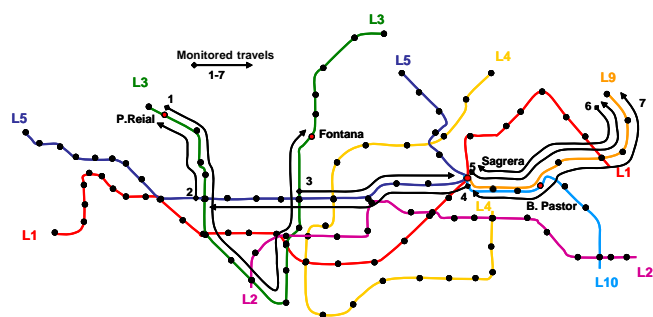 L3
Monitored travels
1-7
L5
L4
L3
1
P.Reial
L9
6
7
L5
Fontana
Sagrera
5
L1
2
3
4
B. Pastor
L4
L1
L2
L10
L2